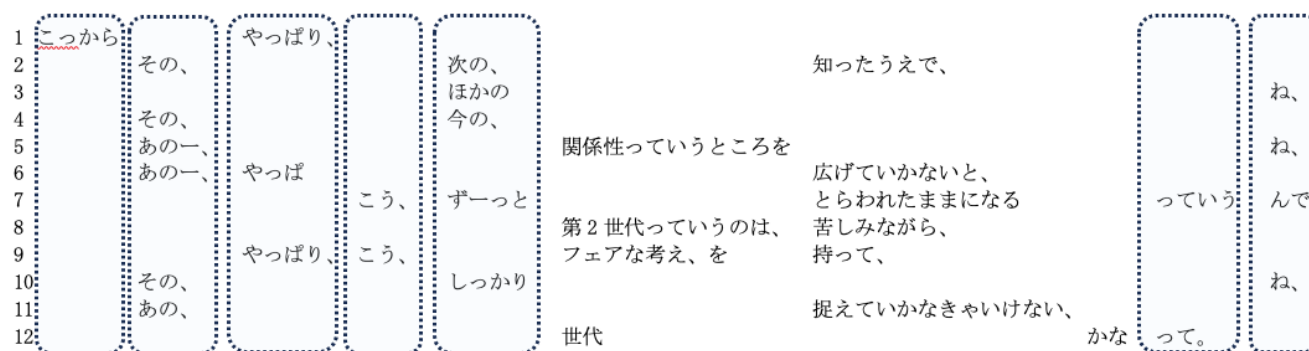 1 こっから やっぱり、
2 その、 次の、 知ったうえで、
3 ほかの ね、
4 その、 今の、
5 あのー、 関係性っていうところを ね、
6 あのー、 やっぱ 広げていかないと、
7 こう、 ずーっと とらわれたままになる っていう んで
8 第2世代っていうのは、 苦しみながら、
9 やっぱり、 こう、 フェアな考え、を 持って、
10 その、 しっかり ね、
11 あの、 捉えていかなきゃいけない、
12 世代 かな って。